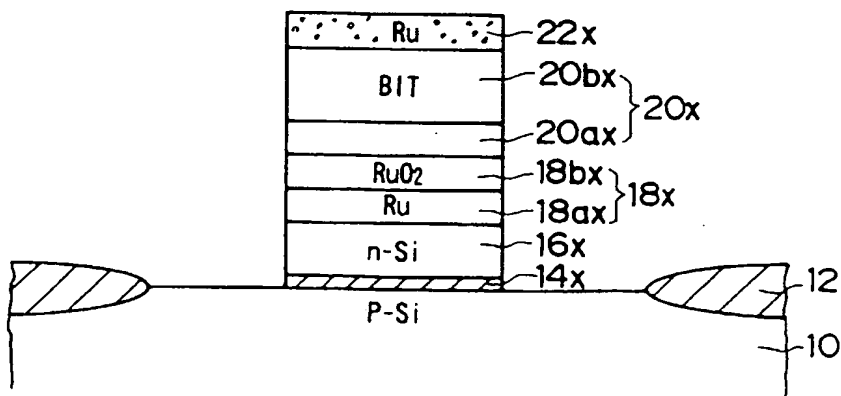 Ru 22x
BIT 20bx
20x
20ax
RuO2 18bx
18x
Ru 18ax
n-Si 16x
14x
P-Si
12
10